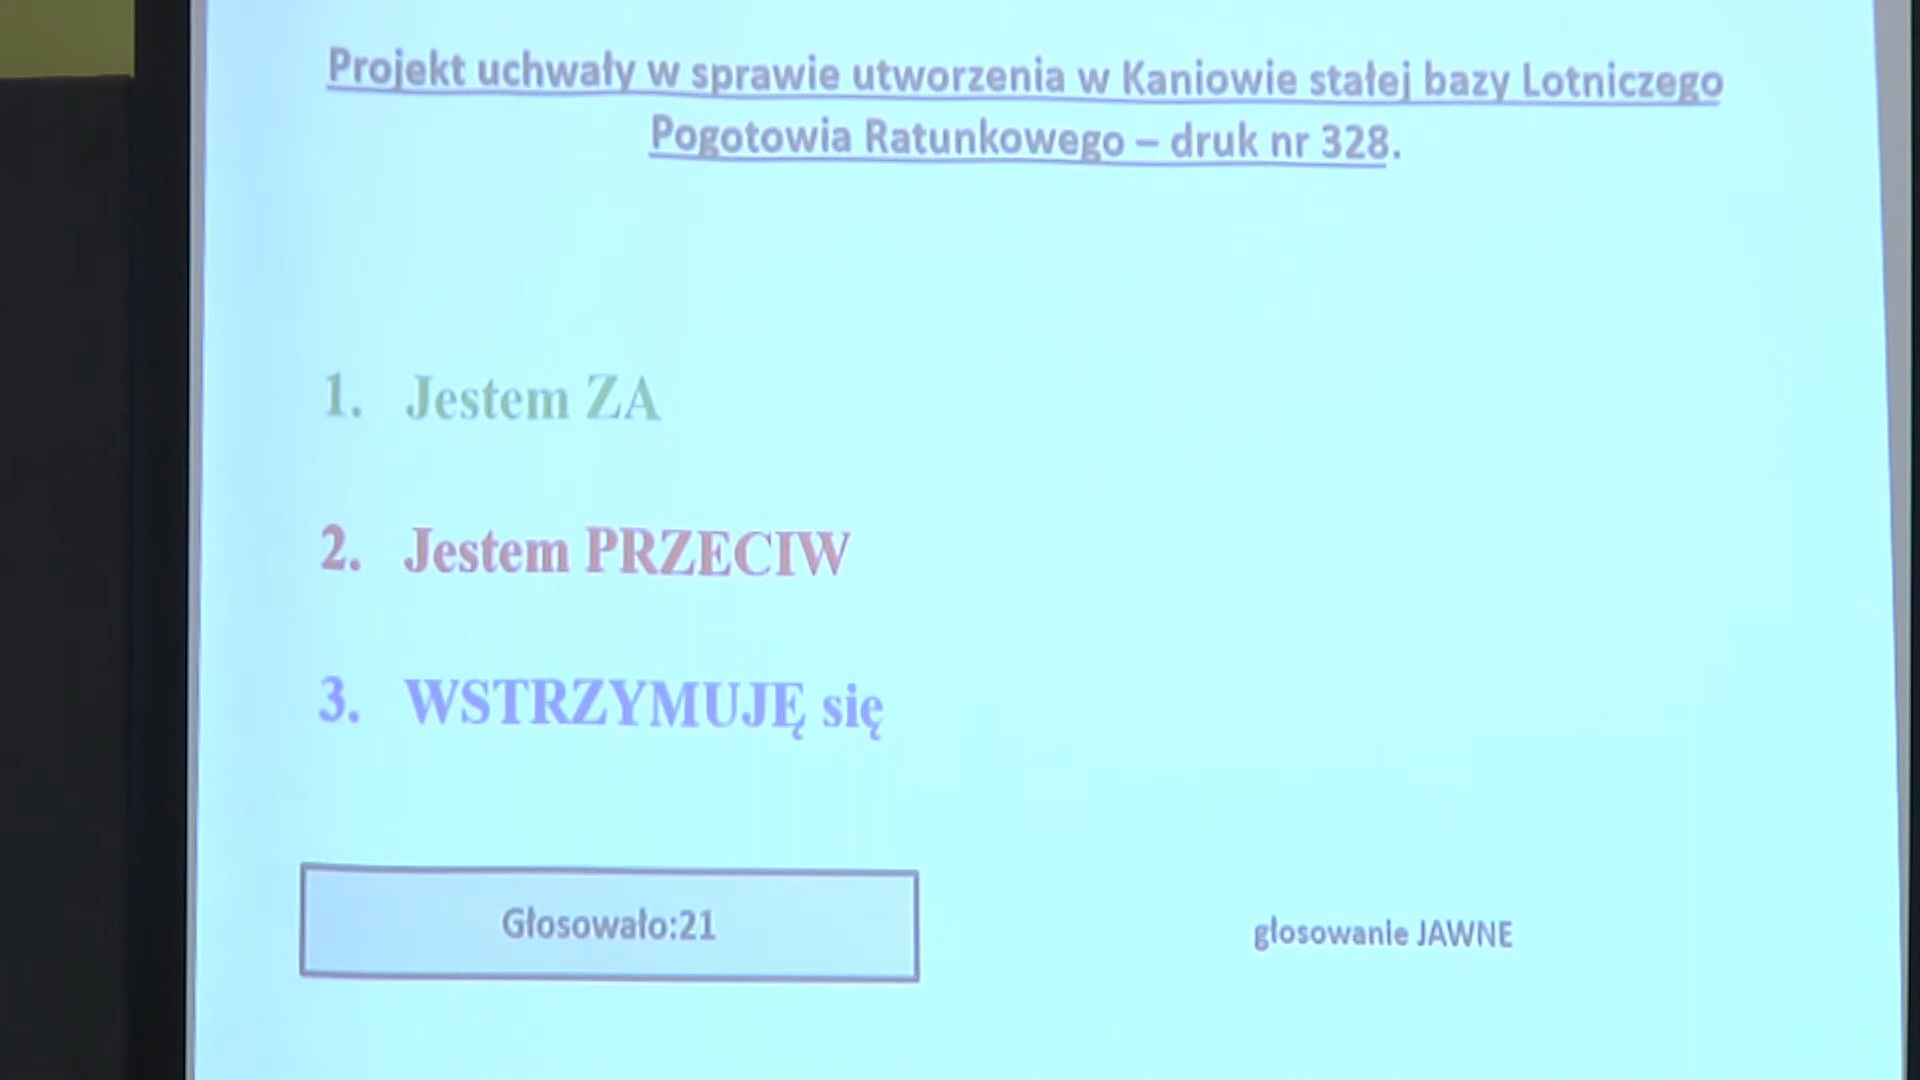 Projekt uchwały w sprawie utworzenia w Kaniowie stałej bazy Lotniczego
Pogotowia Ratunkowego – druk nr 328.
1. Jestem ZA
2. Jestem PRZECIW
3. WSTRZYMUJĘ się
Głosowało:21
głosowanie JAWNE